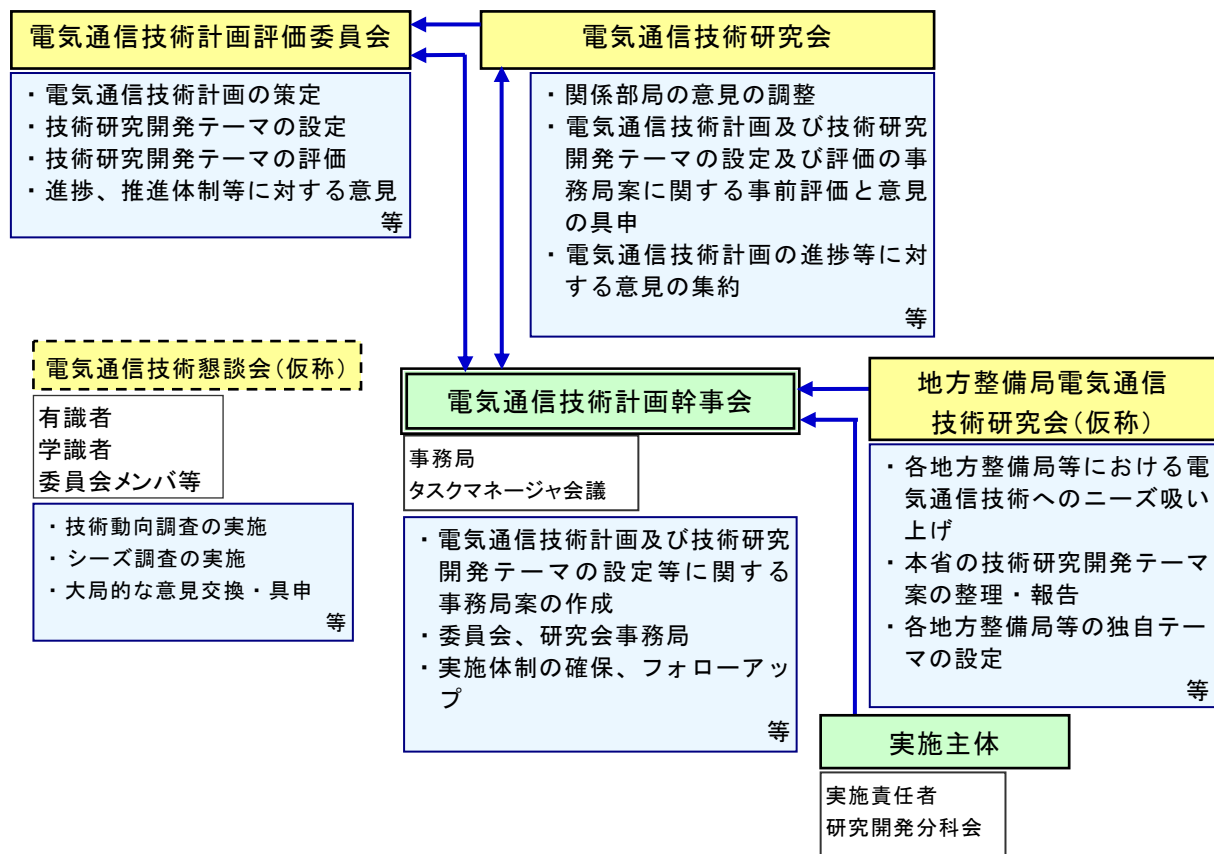 電気通信技術計画評価委員会
・電気通信技術計画の策定
・技術研究開発テーマの設定
・技術研究開発テーマの評価
・進捗、推進体制等に対する意見
等
電気通信技術研究会
・関係部局の意見の調整
・電気通信技術計画及び技術研究
開発テーマの設定及び評価の事
務局案に関する事前評価と意見
の具申
・電気通信技術計画の進捗等に対
する意見の集約
等
電気通信技術懇談会(仮称)
有識者
学識者
委員会メンバ等
・技術動向調査の実施
・シーズ調査の実施
・大局的な意見交換・具申
等
電気通信技術計画幹事会
事務局
タスクマネージャ会議
・電気通信技術計画及び技術研究
開発テーマの設定等に関する
事務局案の作成
・委員会、研究会事務局
・実施体制の確保、フォローアッ
プ
等
地方整備局電気通信
技術研究会(仮称)
・各地方整備局等における電
気通信技術へのニーズ吸い
上げ
・本省の技術研究開発テーマ
案の整理・報告
・各地方整備局等の独自テー
マの設定
等
実施主体
実施責任者
研究開発分科会